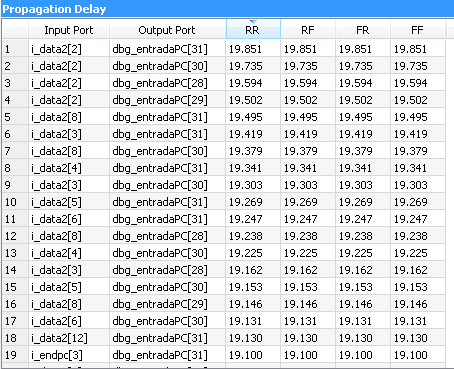 Propagation Delay
Input Port Output Port RR RF FR FF
1 i_data2[2] dbg_entradaPC[31] 19.851 19.851 19.851 19.851
2 i_data2[2] dbg_entradaPC[30] 19.735 19.735 19.735 19.735
3 i_data2[2] dbg_entradaPC[28] 19.594 19.594 19.594 19.594
4 i_data2[2] dbg_entradaPC[29] 19.502 19.502 19.502 19.502
5 i_data2[8] dbg_entradaPC[31] 19.495 19.495 19.495 19.495
6 i_data2[3] dbg_entradaPC[31] 19.419 19.419 19.419 19.419
7 i_data2[8] dbg_entradaPC[30] 19.379 19.379 19.379 19.379
8 i_data2[4] dbg_entradaPC[31] 19.341 19.341 19.341 19.341
9 i_data2[3] dbg_entradaPC[30] 19.303 19.303 19.303 19.303
10 i_data2[5] dbg_entradaPC[31] 19.269 19.269 19.269 19.269
11 i_data2[6] dbg_entradaPC[31] 19.247 19.247 19.247 19.247
12 i_data2[8] dbg_entradaPC[28] 19.238 19.238 19.238 19.238
13 i_data2[4] dbg_entradaPC[30] 19.225 19.225 19.225 19.225
14 i_data2[3] dbg_entradaPC[28] 19.162 19.162 19.162 19.162
15 i_data2[5] dbg_entradaPC[30] 19.153 19.153 19.153 19.153
16 i_data2[8] dbg_entradaPC[29] 19.146 19.146 19.146 19.146
17 i_data2[6] dbg_entradaPC[30] 19.131 19.131 19.131 19.131
18 i_data2[12] dbg_entradaPC[31] 19.130 19.130 19.130 19.130
19 i_endpc[3] dbg_entradaPC[31] 19.100 19.100 19.100 19.100